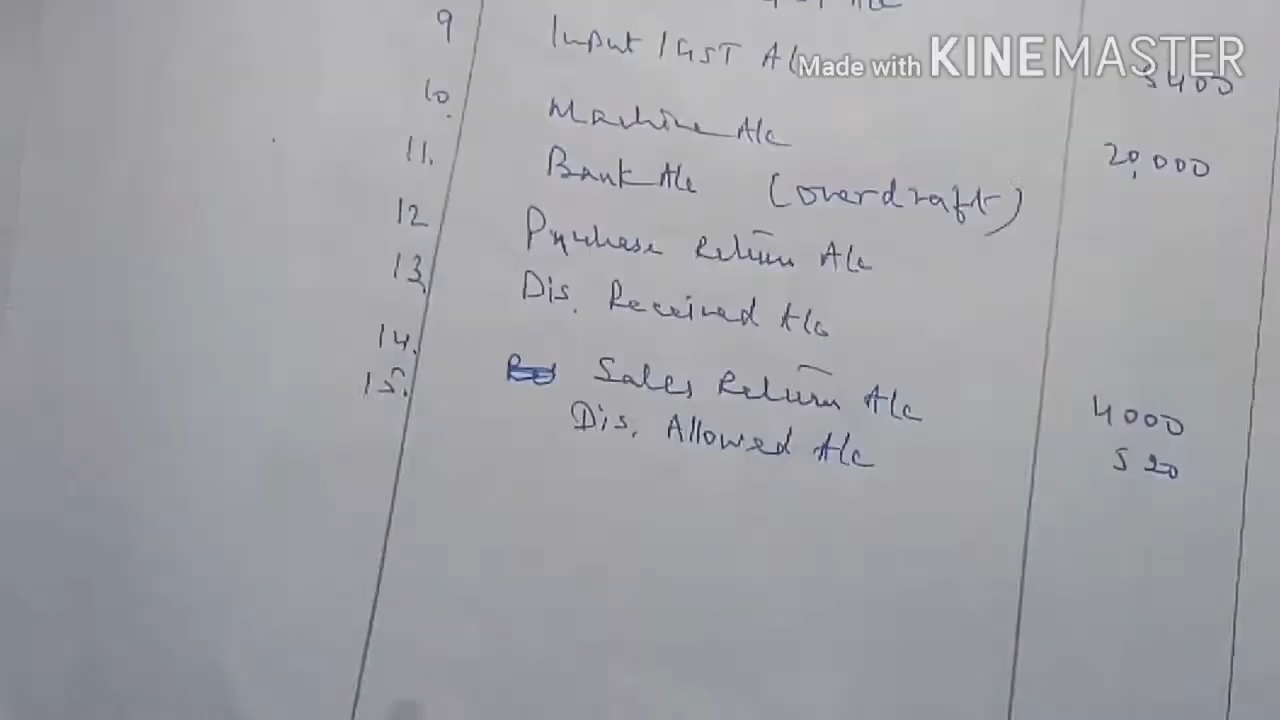 9 Input IGST A/c 5400
Made with KINEMASTER
10. Machine A/c 20,000
11. Bank A/c (overdraft)
12 Purchase Return A/c
13. Dis. Received A/c
14. Sales Return A/c 4000
15. Dis. Allowed A/c 520